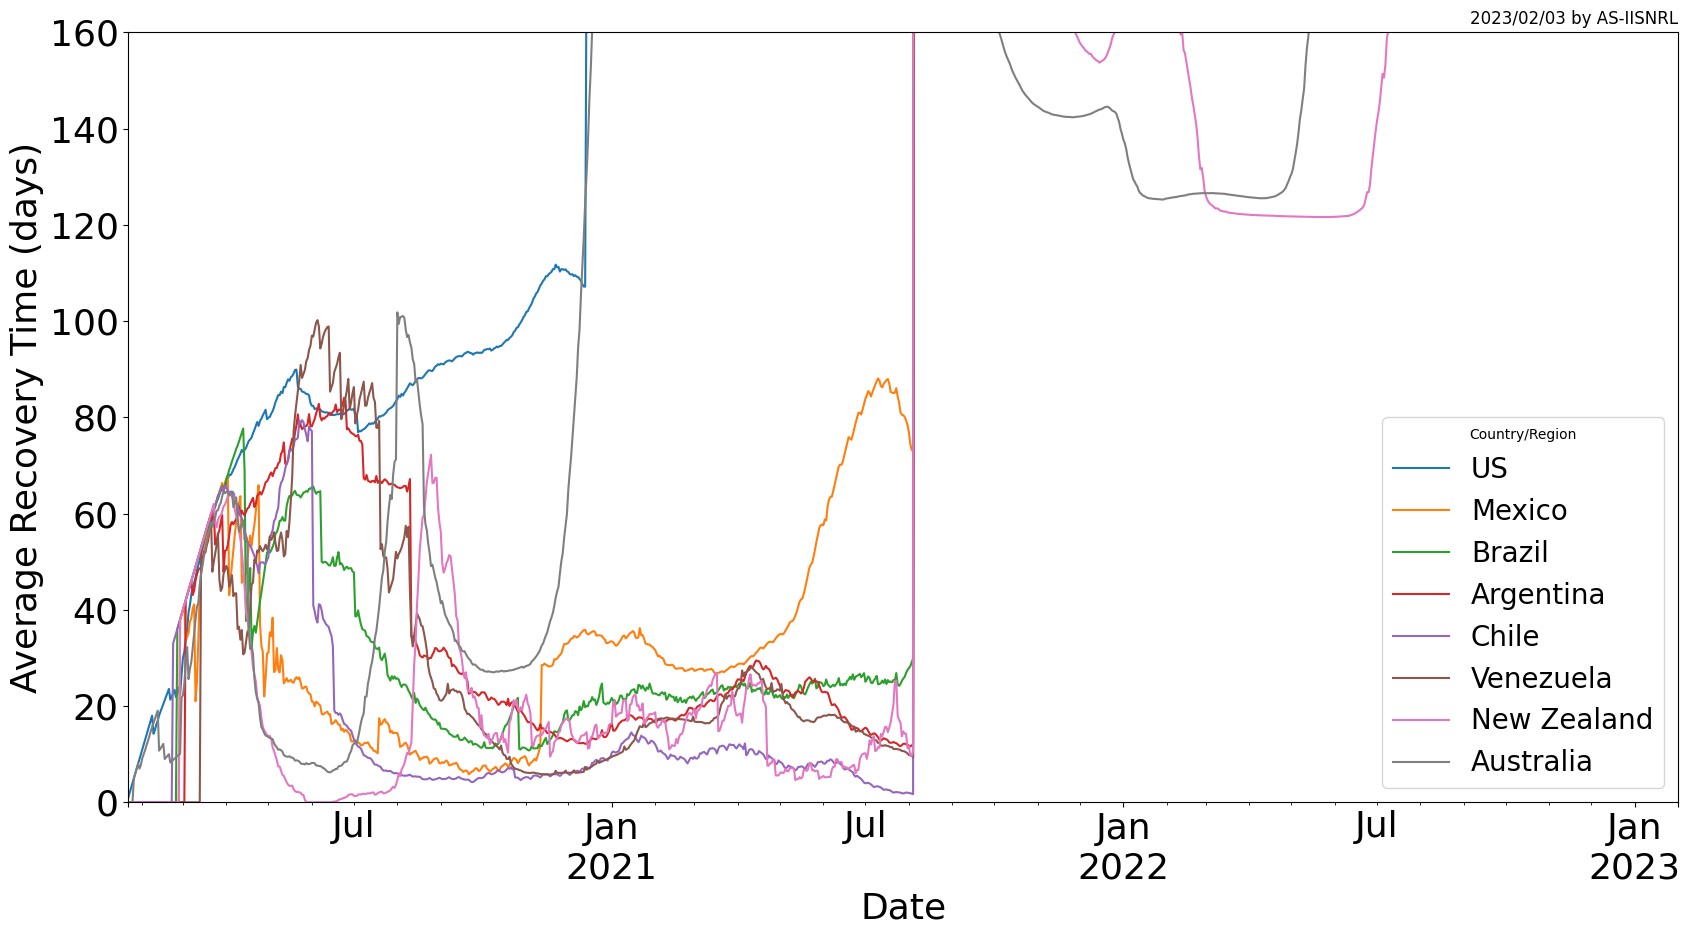 2023/02/03 by AS-IISNRL
160
140
120
100
80
60
40
20
0
Average Recovery Time (days)
Jul
Jan
2021
Jul
Jan
2022
Jul
Jan
2023
Date
Country/Region
US
Mexico
Brazil
Argentina
Chile
Venezuela
New Zealand
Australia